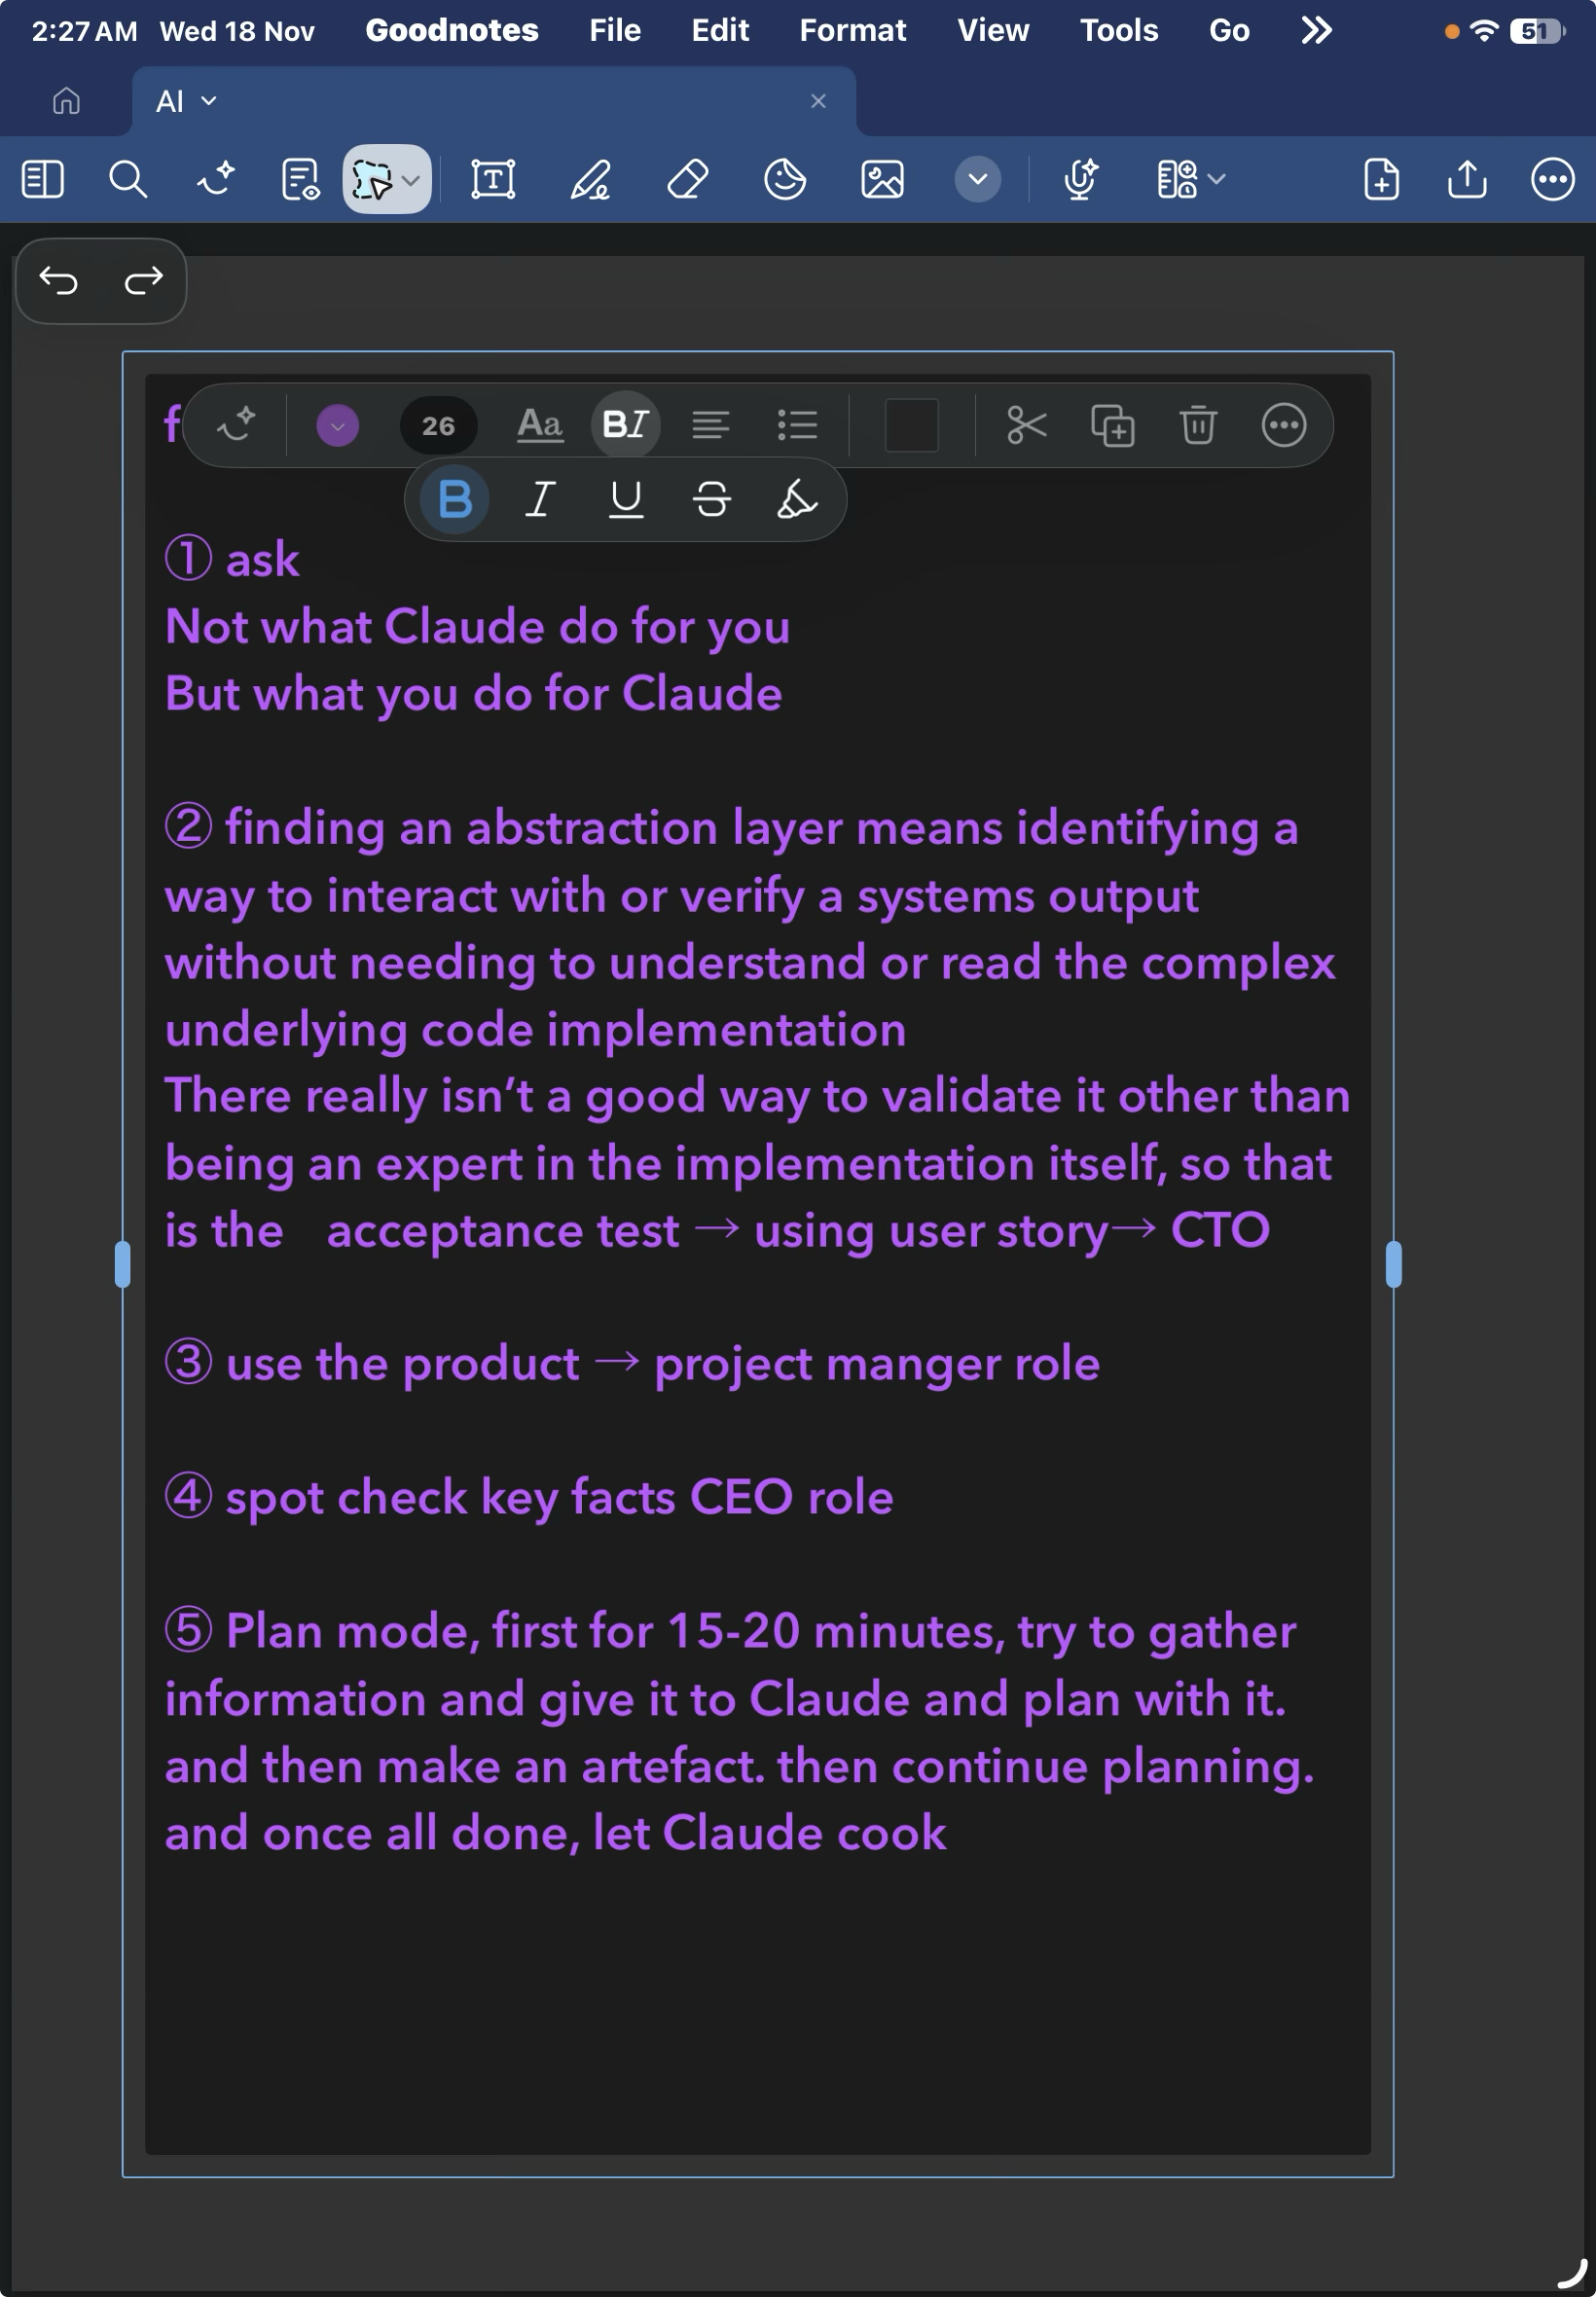 2:27 AM Wed 18 Nov Goodnotes File Edit Format View Tools Go 51
AI
f 26 Aa BI
B I U S
① ask
Not what Claude do for you
But what you do for Claude
② finding an abstraction layer means identifying a
way to interact with or verify a systems output
without needing to understand or read the complex
underlying code implementation
There really isn’t a good way to validate it other than
being an expert in the implementation itself, so that
is the acceptance test → using user story→ CTO
③ use the product → project manger role
④ spot check key facts CEO role
⑤ Plan mode, first for 15-20 minutes, try to gather
information and give it to Claude and plan with it.
and then make an artefact. then continue planning.
and once all done, let Claude cook